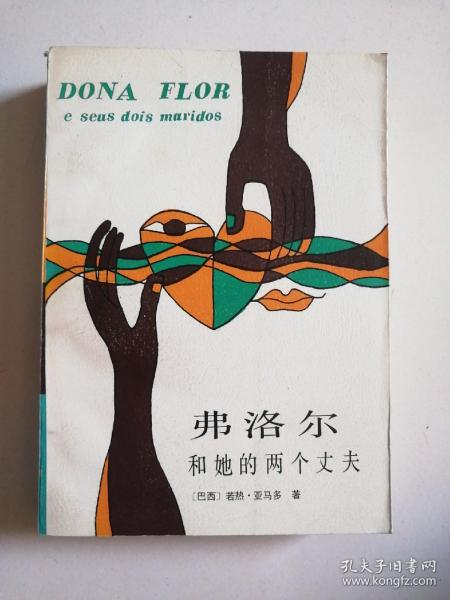 DONA FLOR
e seus dois maridos
弗洛尔
和她的两个丈夫
〔巴西〕若热·亚马多 著
孔夫子旧书网
www.kongfz.com